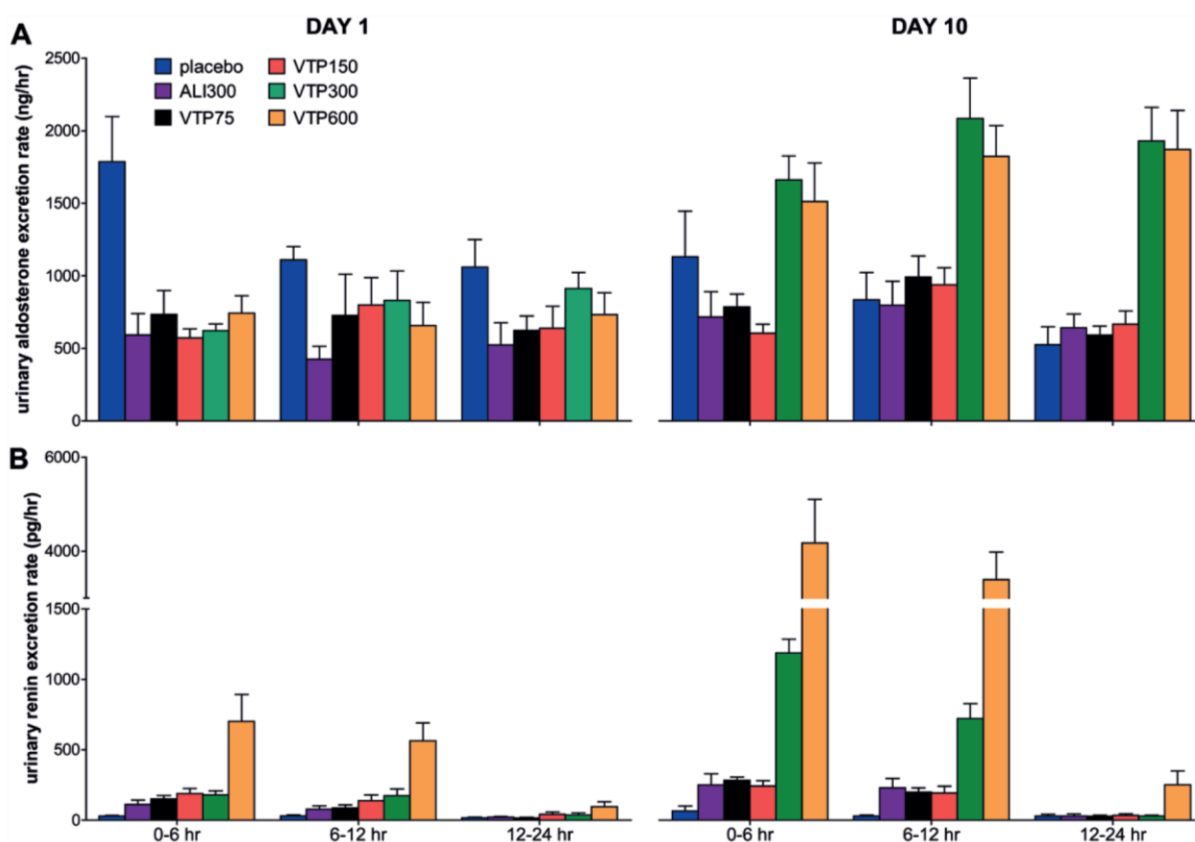 DAY 1
DAY 10
A
urinary aldosterone excretion rate (ng/hr)
2500
2000
1500
1000
500
0
placebo
VTP150
ALI300
VTP300
VTP75
VTP600
B
urinary renin excretion rate (pg/hr)
6000
4000
1500
1000
500
0
0-6 hr
6-12 hr
12-24 hr
0-6 hr
6-12 hr
12-24 hr